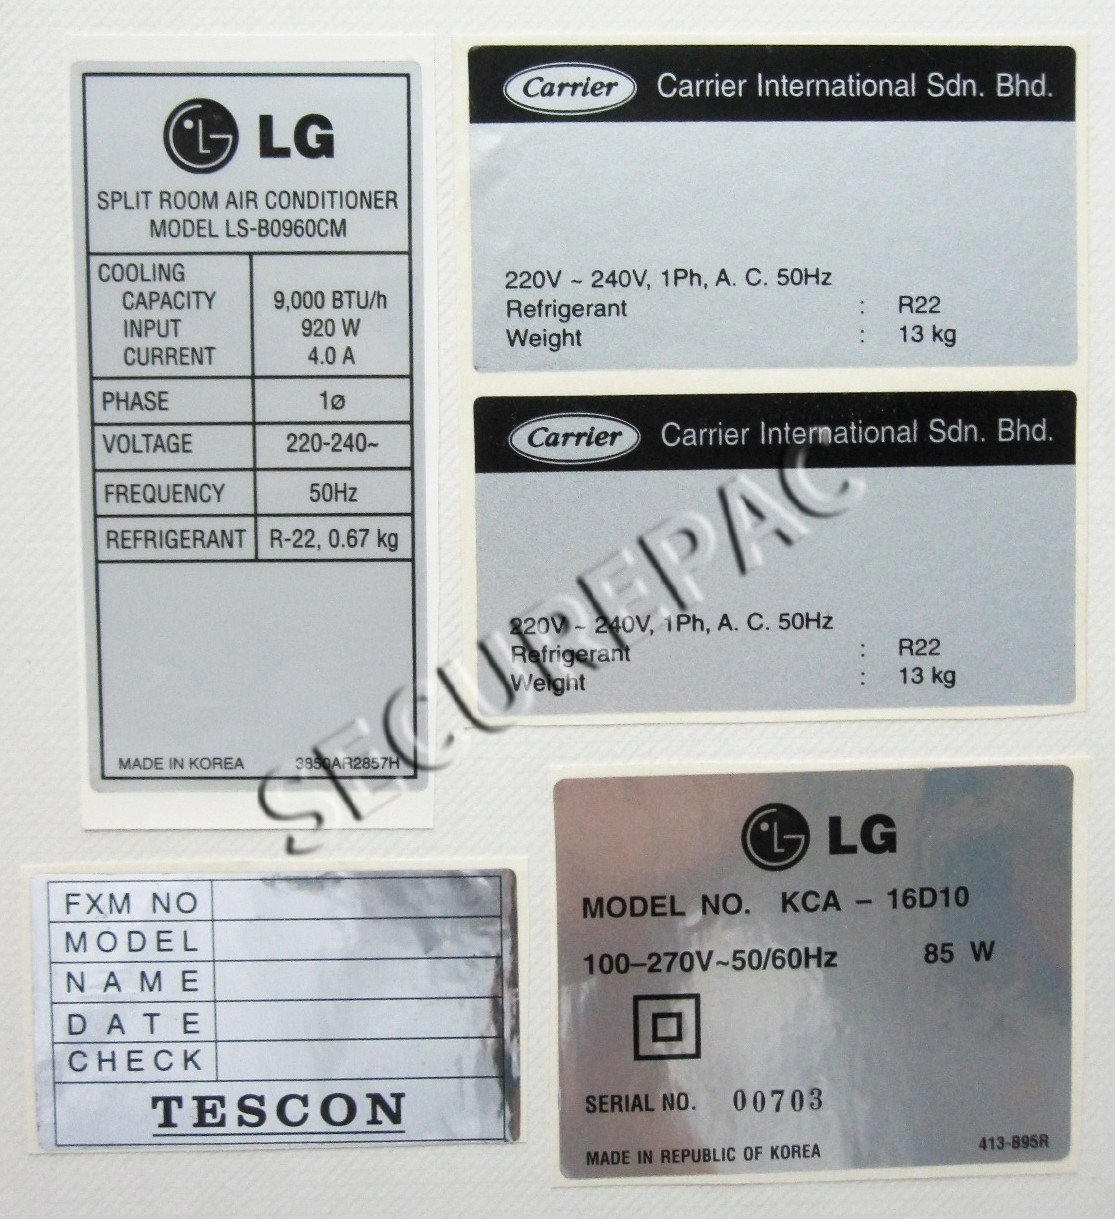 LG
SPLIT ROOM AIR CONDITIONER
MODEL LS-B0960CM
COOLING
CAPACITY 9,000 BTU/h
INPUT 920 W
CURRENT 4.0 A
PHASE 1ø
VOLTAGE 220-240~
FREQUENCY 50Hz
REFRIGERANT R-22, 0.67 kg
MADE IN KOREA 3850AR2857H
Carrier Carrier International Sdn. Bhd.
220V ~ 240V, 1Ph, A. C. 50Hz
Refrigerant : R22
Weight : 13 kg
Carrier Carrier International Sdn. Bhd.
220V ~ 240V, 1Ph, A. C. 50Hz
Refrigerant : R22
Weight : 13 kg
SECUREPAC
FXM NO
MODEL
NAME
DATE
CHECK
TESCON
LG
MODEL NO. KCA – 16D10
100–270V~50/60Hz 85 W
SERIAL NO. 00703
MADE IN REPUBLIC OF KOREA 413-B95R